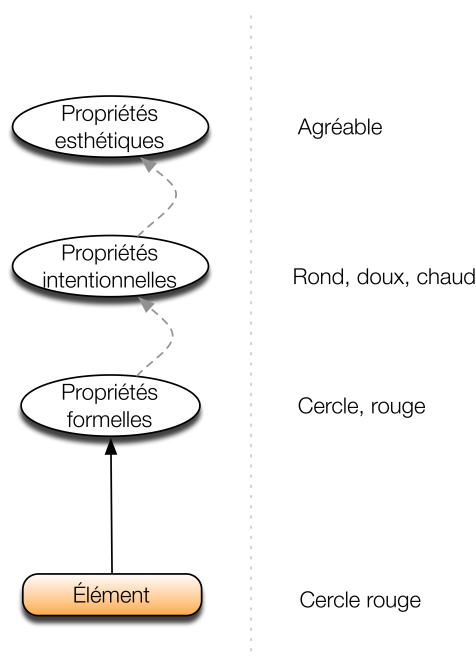 Propriétés
esthétiques
Agréable
Propriétés
intentionnelles
Rond, doux, chaud
Propriétés
formelles
Cercle, rouge
Élément
Cercle rouge